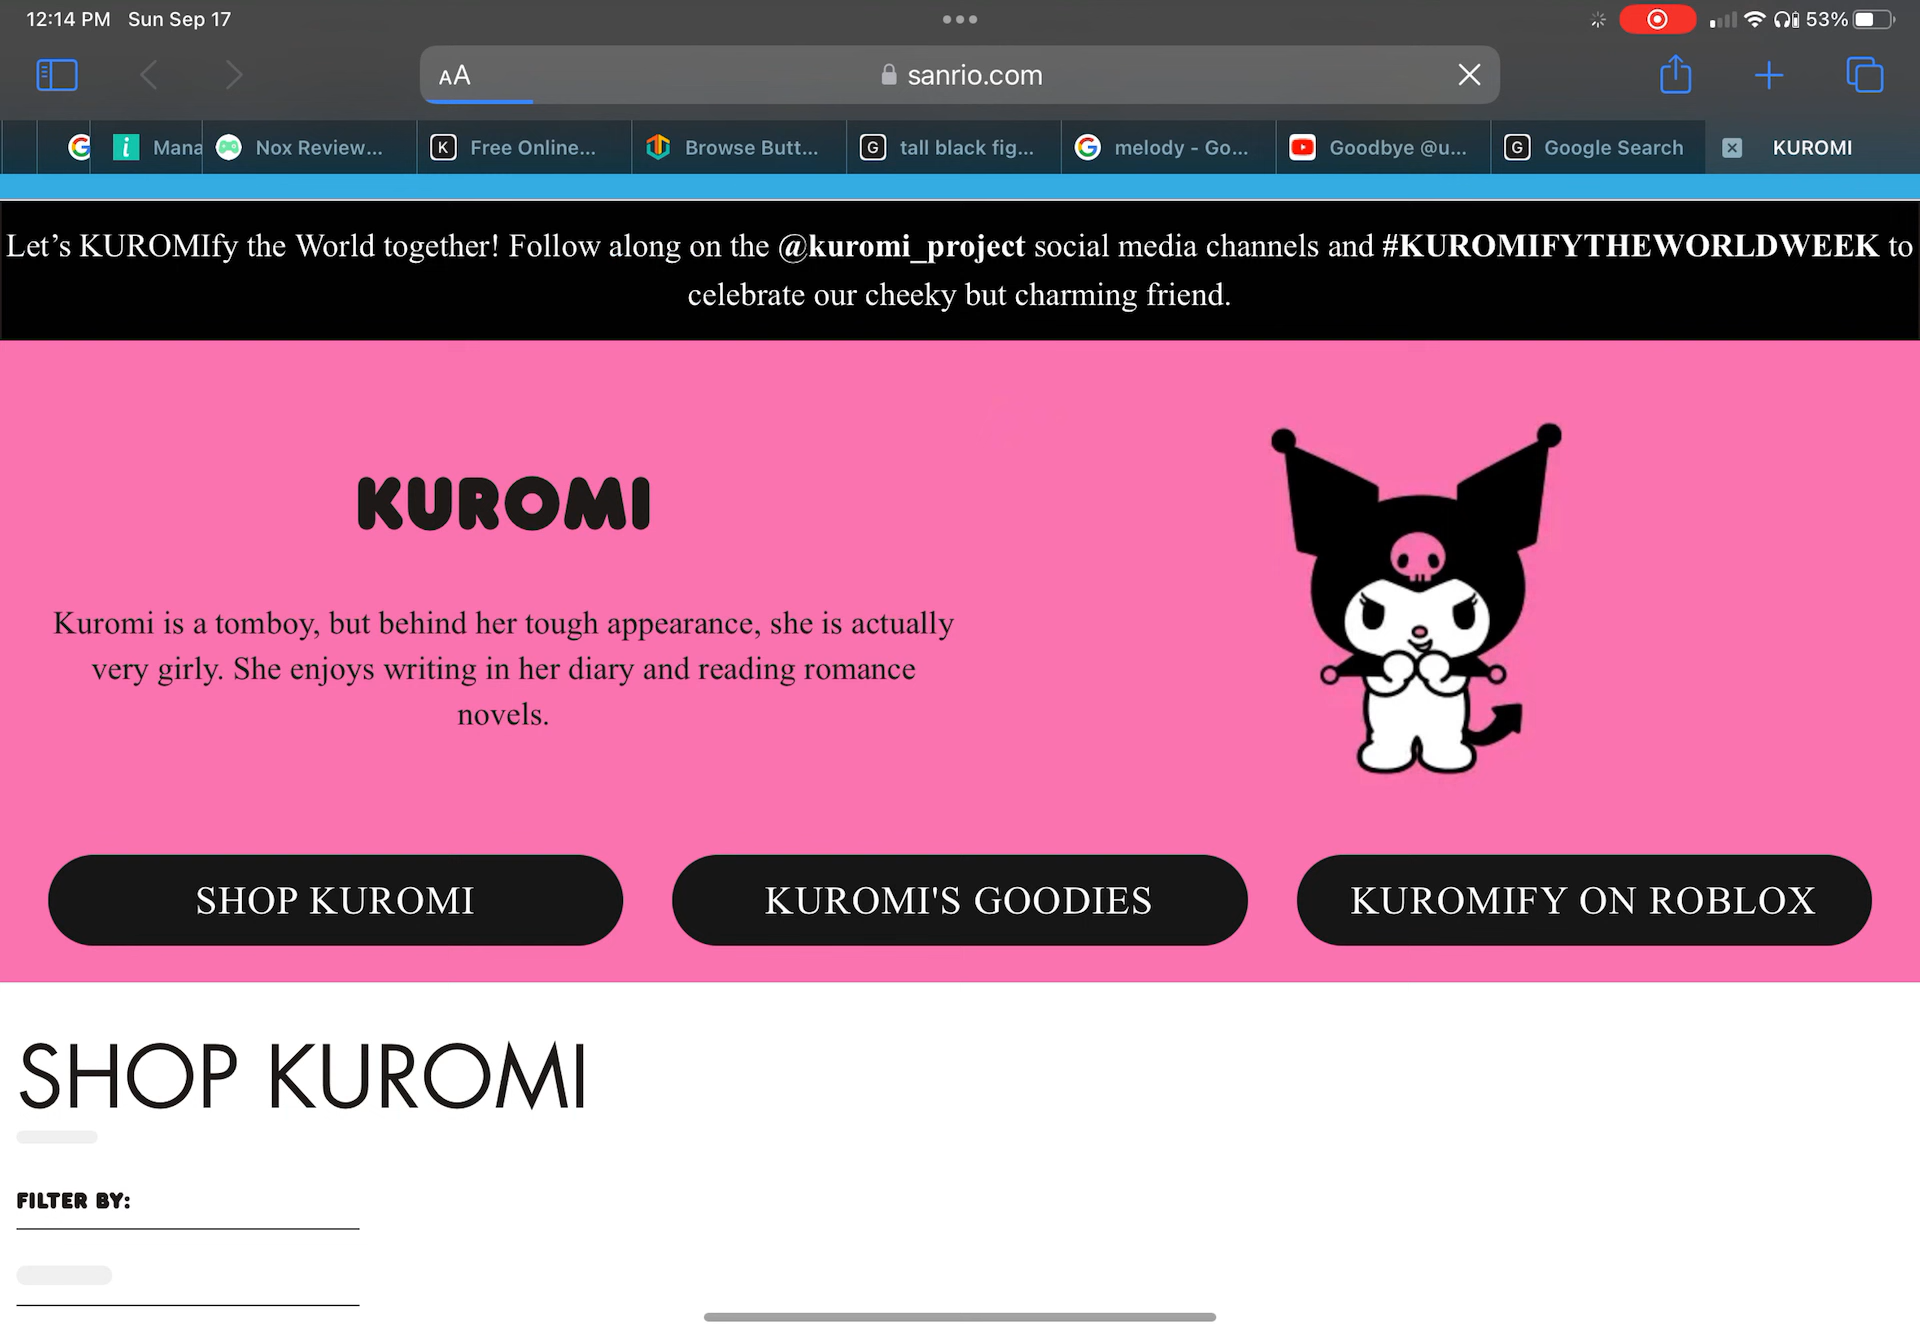 12:14 PM Sun Sep 17
53%
AA
sanrio.com
Mana
Nox Review...
K
Free Online...
Browse Butt...
G
tall black fig...
G
melody - Go...
Goodbye @u...
G
Google Search
KUROMI
Let’s KUROMIfy the World together! Follow along on the @kuromi_project social media channels and #KUROMIFYTHEWORLDWEEK to
celebrate our cheeky but charming friend.
KUROMI
Kuromi is a tomboy, but behind her tough appearance, she is actually
very girly. She enjoys writing in her diary and reading romance
novels.
SHOP KUROMI
KUROMI'S GOODIES
KUROMIFY ON ROBLOX
SHOP KUROMI
FILTER BY: